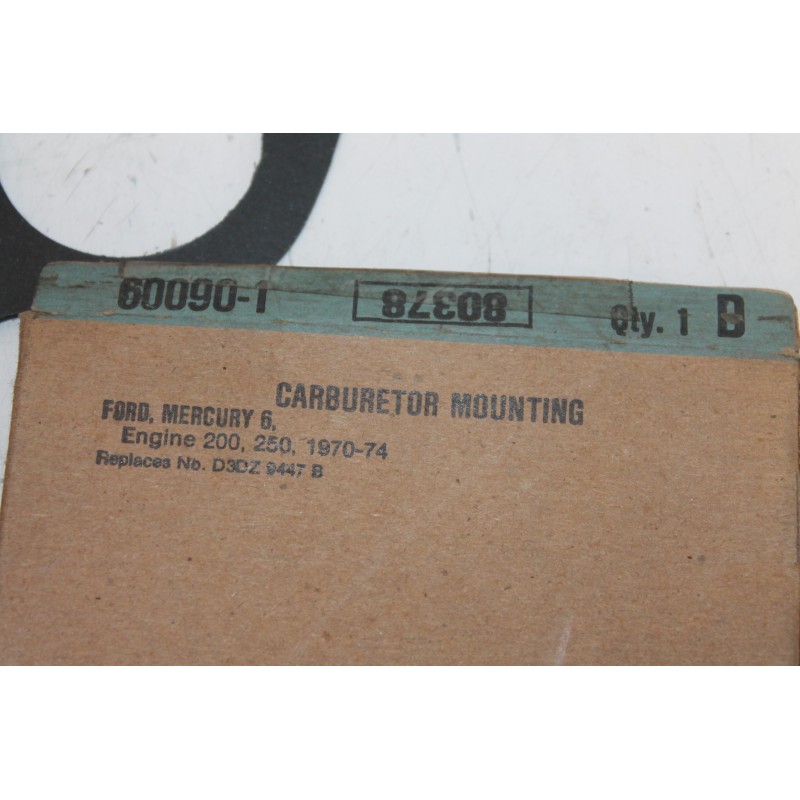 60090-1 80378 Qty. 1 D
CARBURETOR MOUNTING
FORD, MERCURY 6,
Engine 200, 250, 1970-74
Replaces No. D3DZ 9447 B